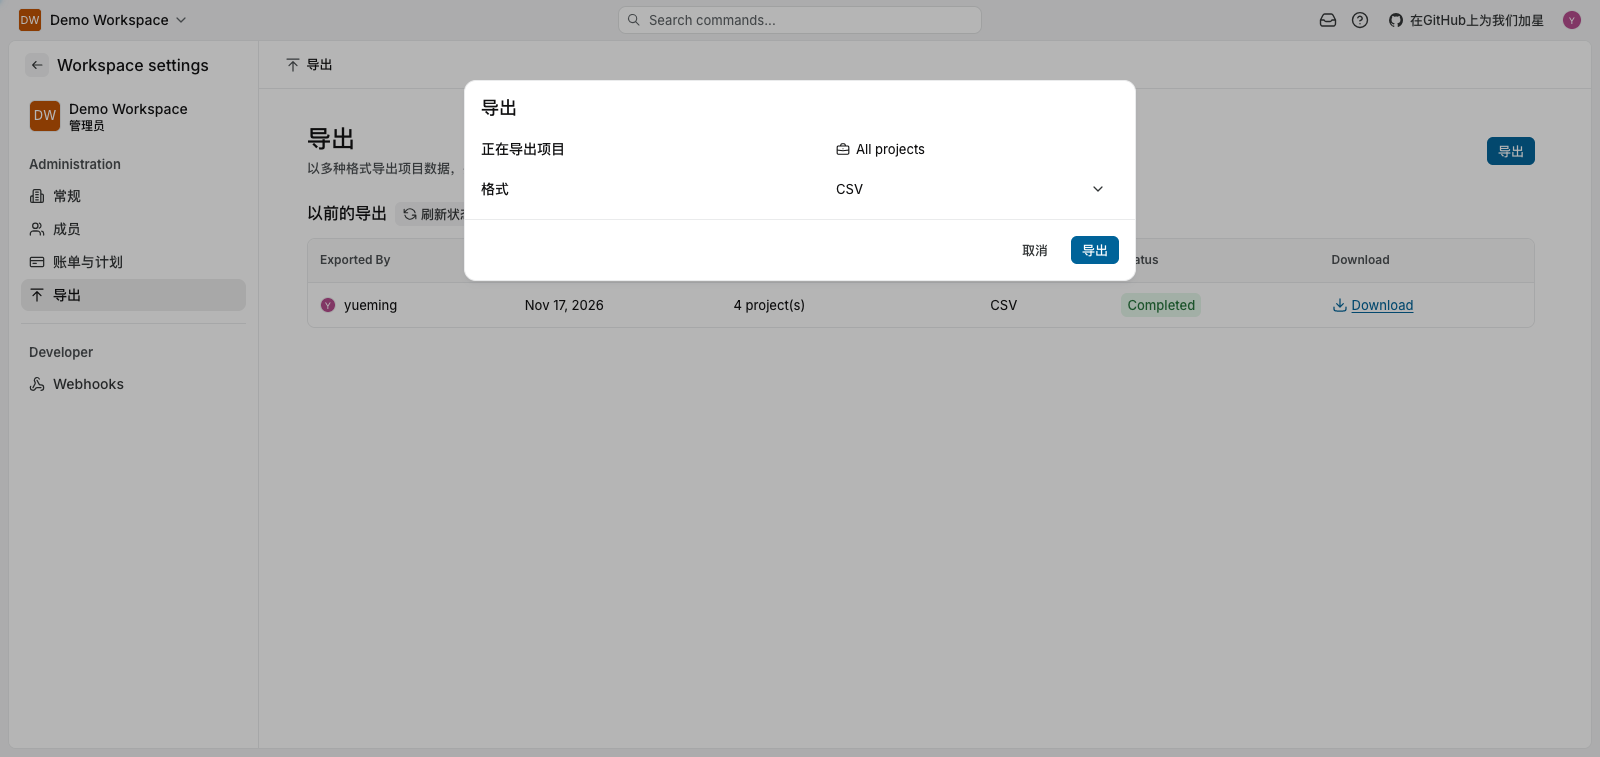 DW Demo Workspace
Search commands...
在GitHub上为我们加星
Y
Workspace settings
DW
Demo Workspace
管理员
Administration
常规
成员
账单与计划
导出
Developer
Webhooks
导出
导出
以多种格式导出项目数据，
导出
以前的导出
刷新状态
Exported By
Download
Y yueming
Nov 17, 2026
4 project(s)
CSV
Completed
Download
导出
正在导出项目
All projects
格式
CSV
取消
导出